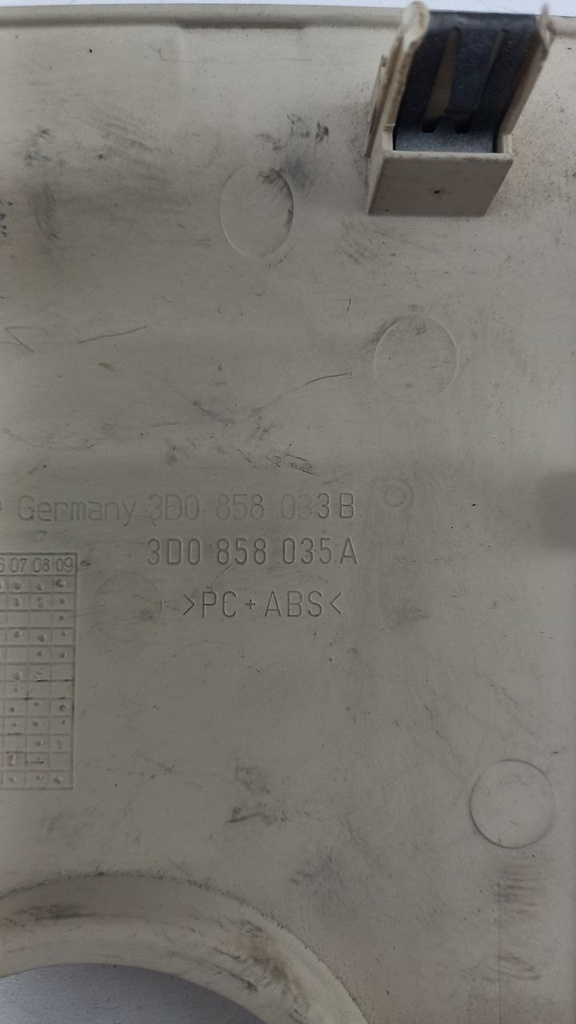 Germany 3D0 858 033 B
3D0 858 035 A
07 08 09
>PC+ABS<